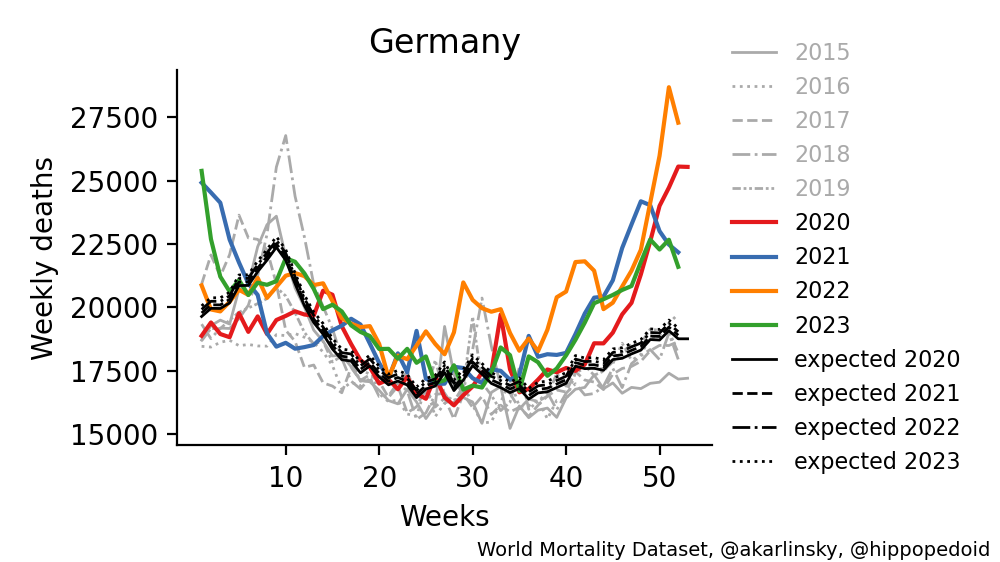 Germany
Weekly deaths
27500
25000
22500
20000
17500
15000
10
20
30
40
50
Weeks
2015
2016
2017
2018
2019
2020
2021
2022
2023
expected 2020
expected 2021
expected 2022
expected 2023
World Mortality Dataset, @akarlinsky, @hippopedoid